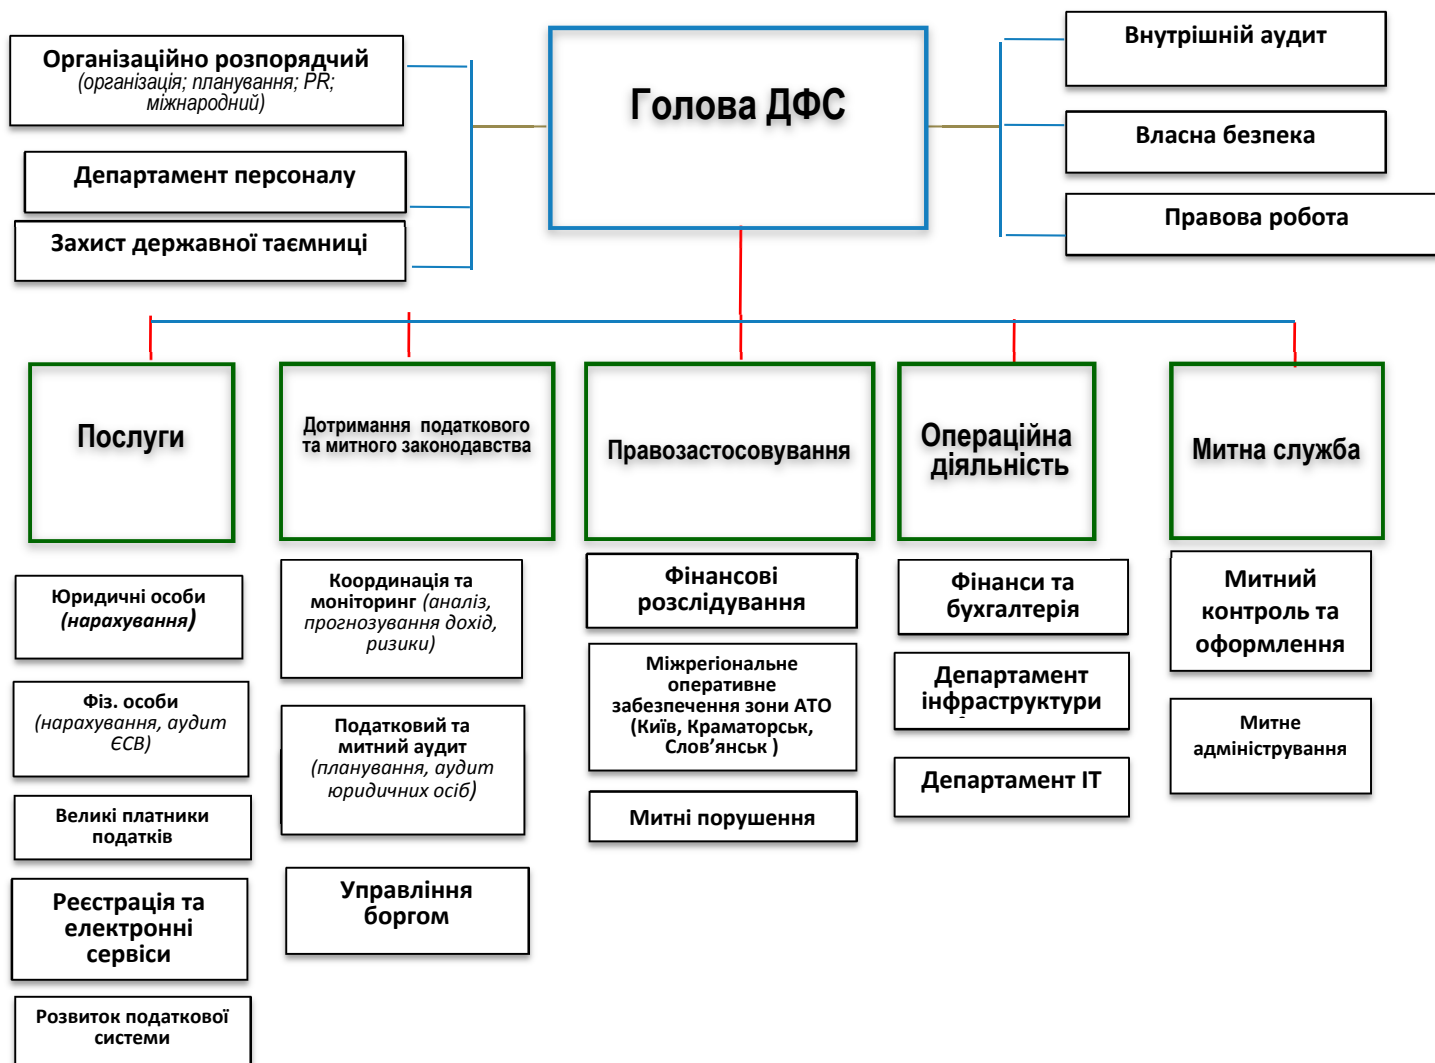 Організаційно розпорядчий
(організація; планування; PR;
міжнародний)
Департамент персоналу
Захист державної таємниці
Голова ДФС
Внутрішній аудит
Власна безпека
Правова робота
Послуги
Дотримання податкового
та митного законодавства
Правозастосовування
Операційна
діяльність
Митна служба
Юридичні особи
(нарахування)
Фіз. особи
(нарахування, аудит
ЄСВ)
Великі платники
податків
Реєстрація та
електронні
сервіси
Розвиток податкової
системи
Координація та
моніторинг (аналіз,
прогнозування дохід,
ризики)
Податковий та
митний аудит
(планування, аудит
юридичних осіб)
Управління
боргом
Фінансові
розслідування
Міжрегіональне
оперативне
забезпечення зони АТО
(Київ, Краматорськ,
Слов’янськ )
Митні порушення
Фінанси та
бухгалтерія
Департамент
інфраструктури
Департамент ІТ
Митний
контроль та
оформлення
Митне
адміністрування